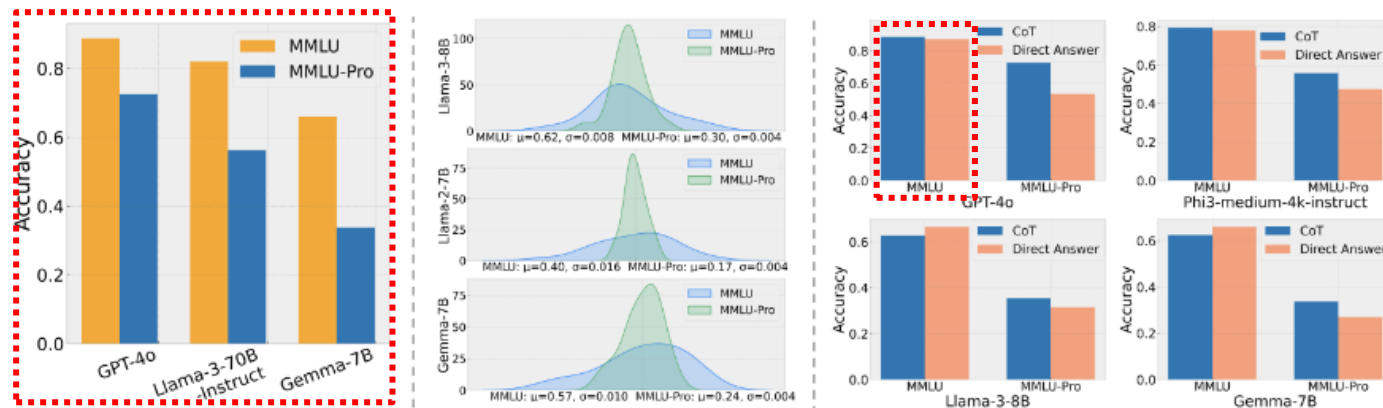 MMLU
MMLU-Pro
Accuracy
0.8
0.6
0.4
0.2
0.0
GPT-4o
Llama-3-70B
-Instruct
Gemma-7B
Llama-3-8B
100
50
0
MMLU
MMLU-Pro
MMLU: μ=0.62, σ=0.008 MMLU-Pro: μ=0.30, σ=0.004
Llama-2-7B
75
50
25
0
MMLU
MMLU-Pro
MMLU: μ=0.40, σ=0.016 MMLU-Pro: μ=0.17, σ=0.004
Gemma-7B
75
50
25
0
MMLU
MMLU-Pro
MMLU: μ=0.57, σ=0.010 MMLU-Pro: μ=0.24, σ=0.004
Accuracy
0.8
0.6
0.4
0.2
0.0
CoT
Direct Answer
MMLU
MMLU-Pro
GPT-4o
Accuracy
0.8
0.6
0.4
0.2
0.0
CoT
Direct Answer
MMLU
MMLU-Pro
Phi3-medium-4k-instruct
Accuracy
0.6
0.4
0.2
0.0
CoT
Direct Answer
MMLU
MMLU-Pro
Llama-3-8B
Accuracy
0.6
0.4
0.2
0.0
CoT
Direct Answer
MMLU
MMLU-Pro
Gemma-7B